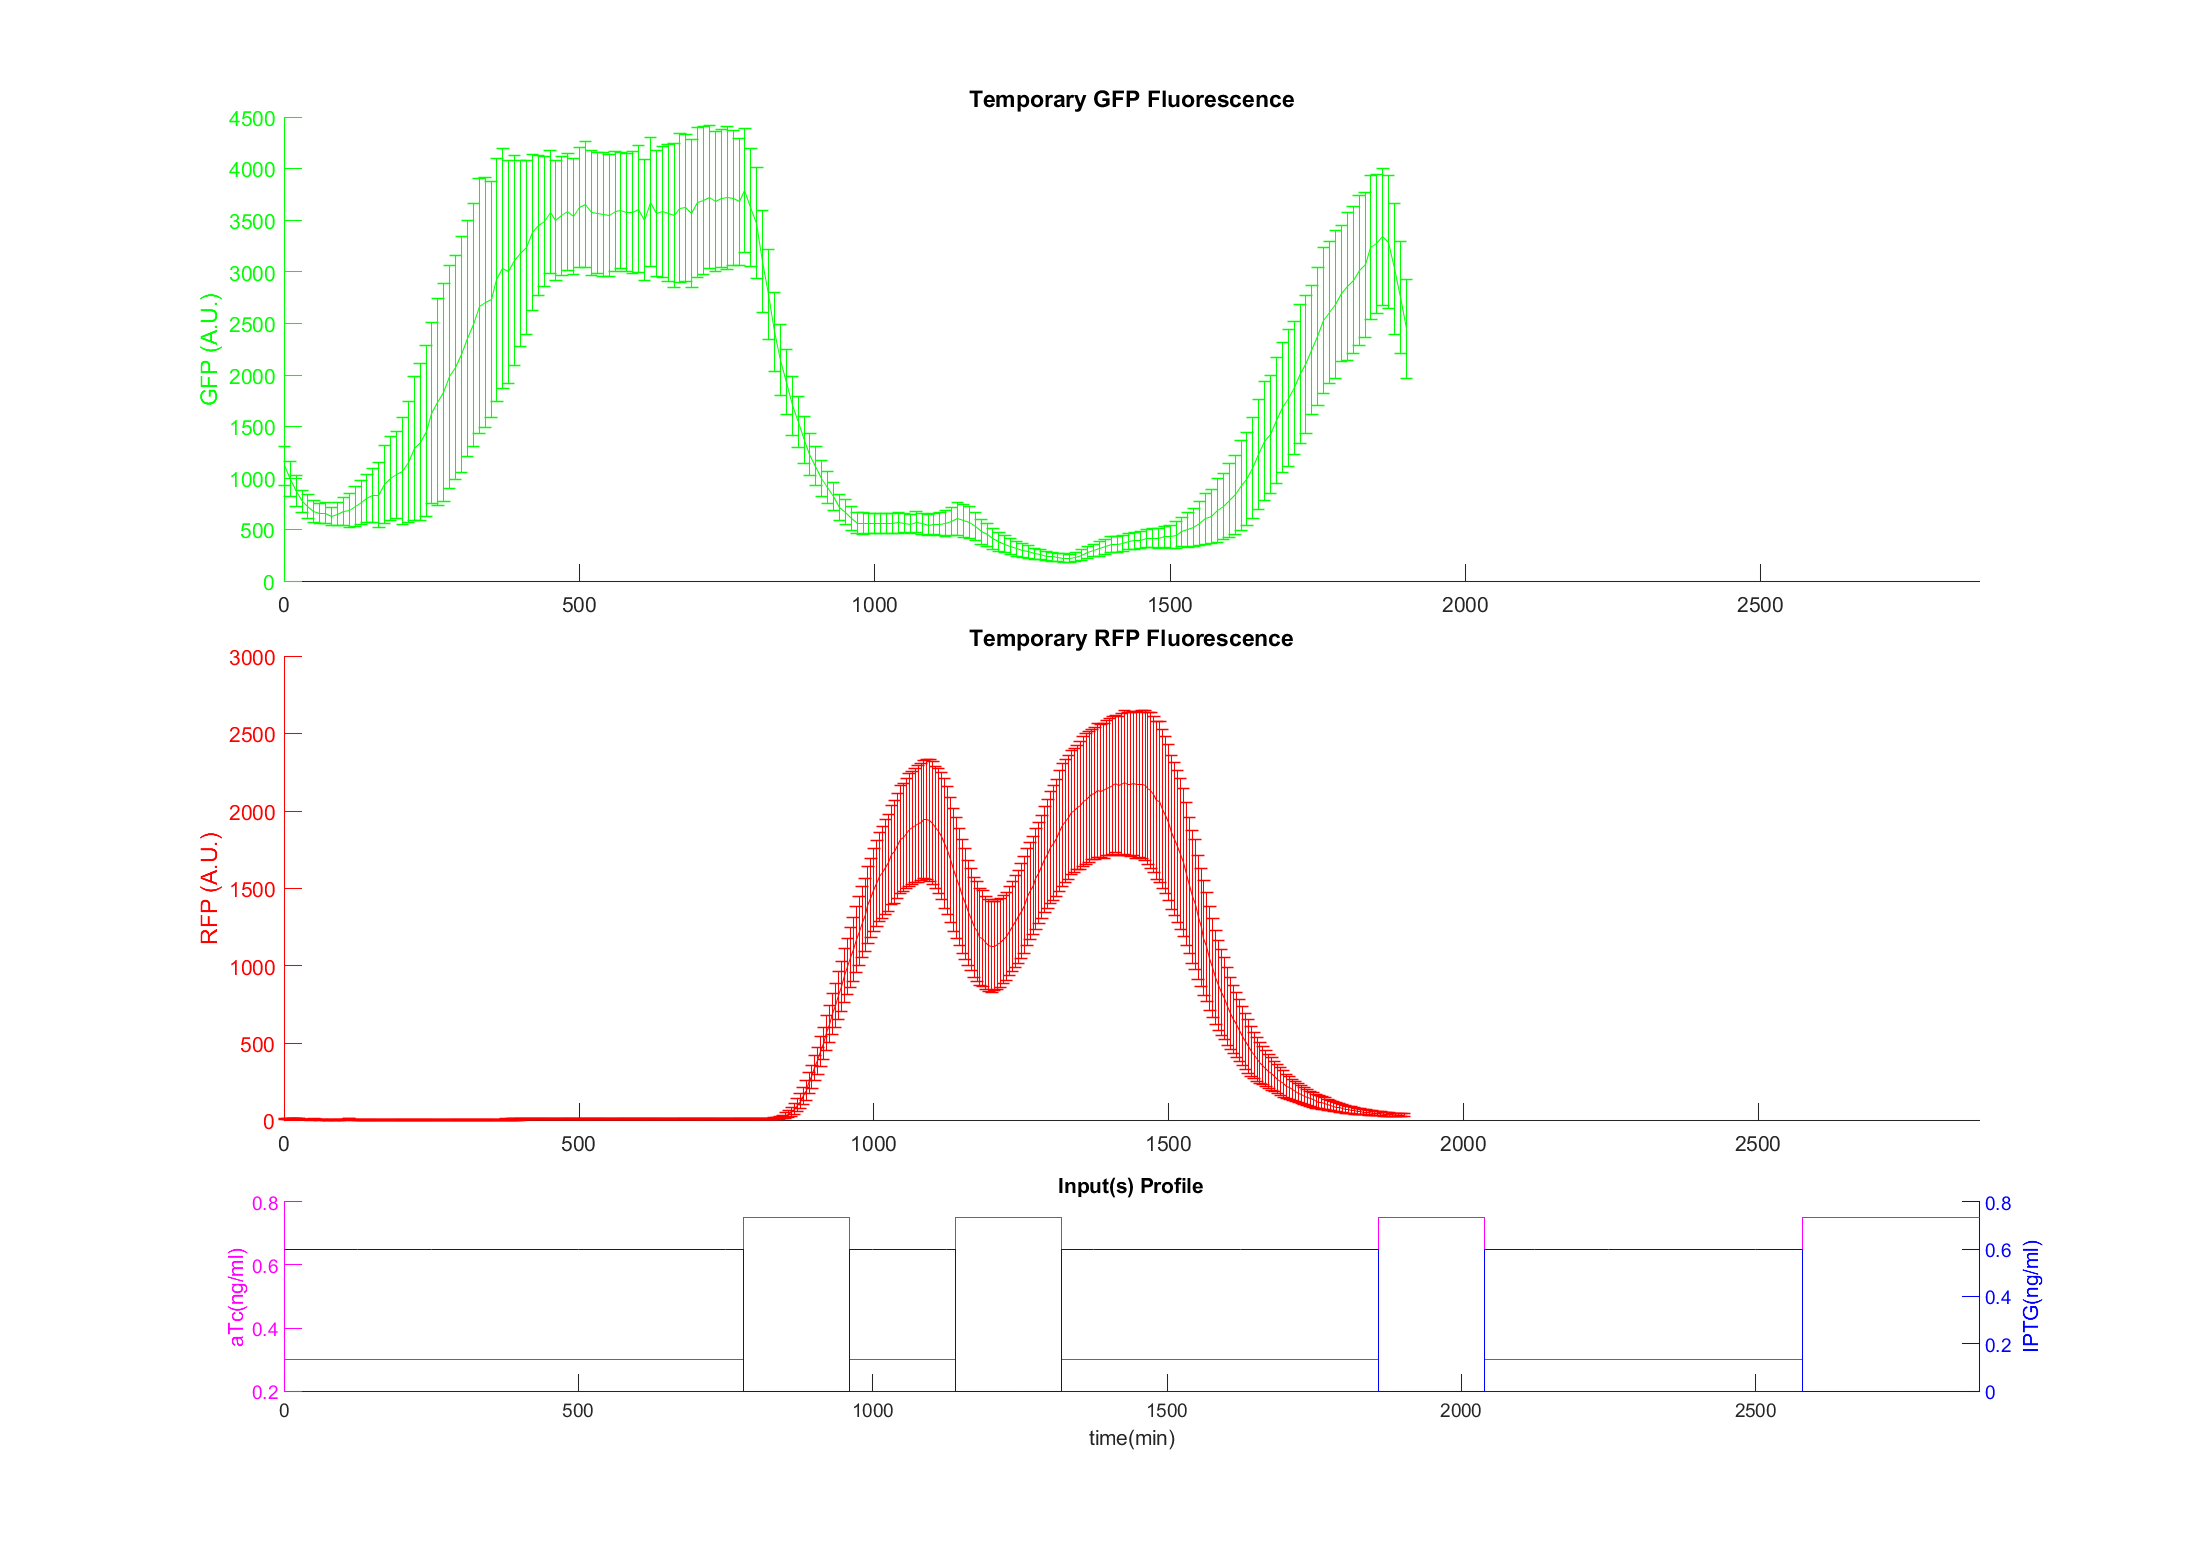 Temporary GFP Fluorescence
4500
4000
3500
3000
2500
2000
1500
1000
500
0
GFP (A.U.)
0 500 1000 1500 2000 2500
Temporary RFP Fluorescence
3000
2500
2000
1500
1000
500
0
RFP (A.U.)
0 500 1000 1500 2000 2500
Input(s) Profile
0.8
0.6
0.4
0.2
aTc(ng/ml)
0.8
0.6
0.4
0.2
0
IPTG(ng/ml)
0 500 1000 1500 2000 2500
time(min)